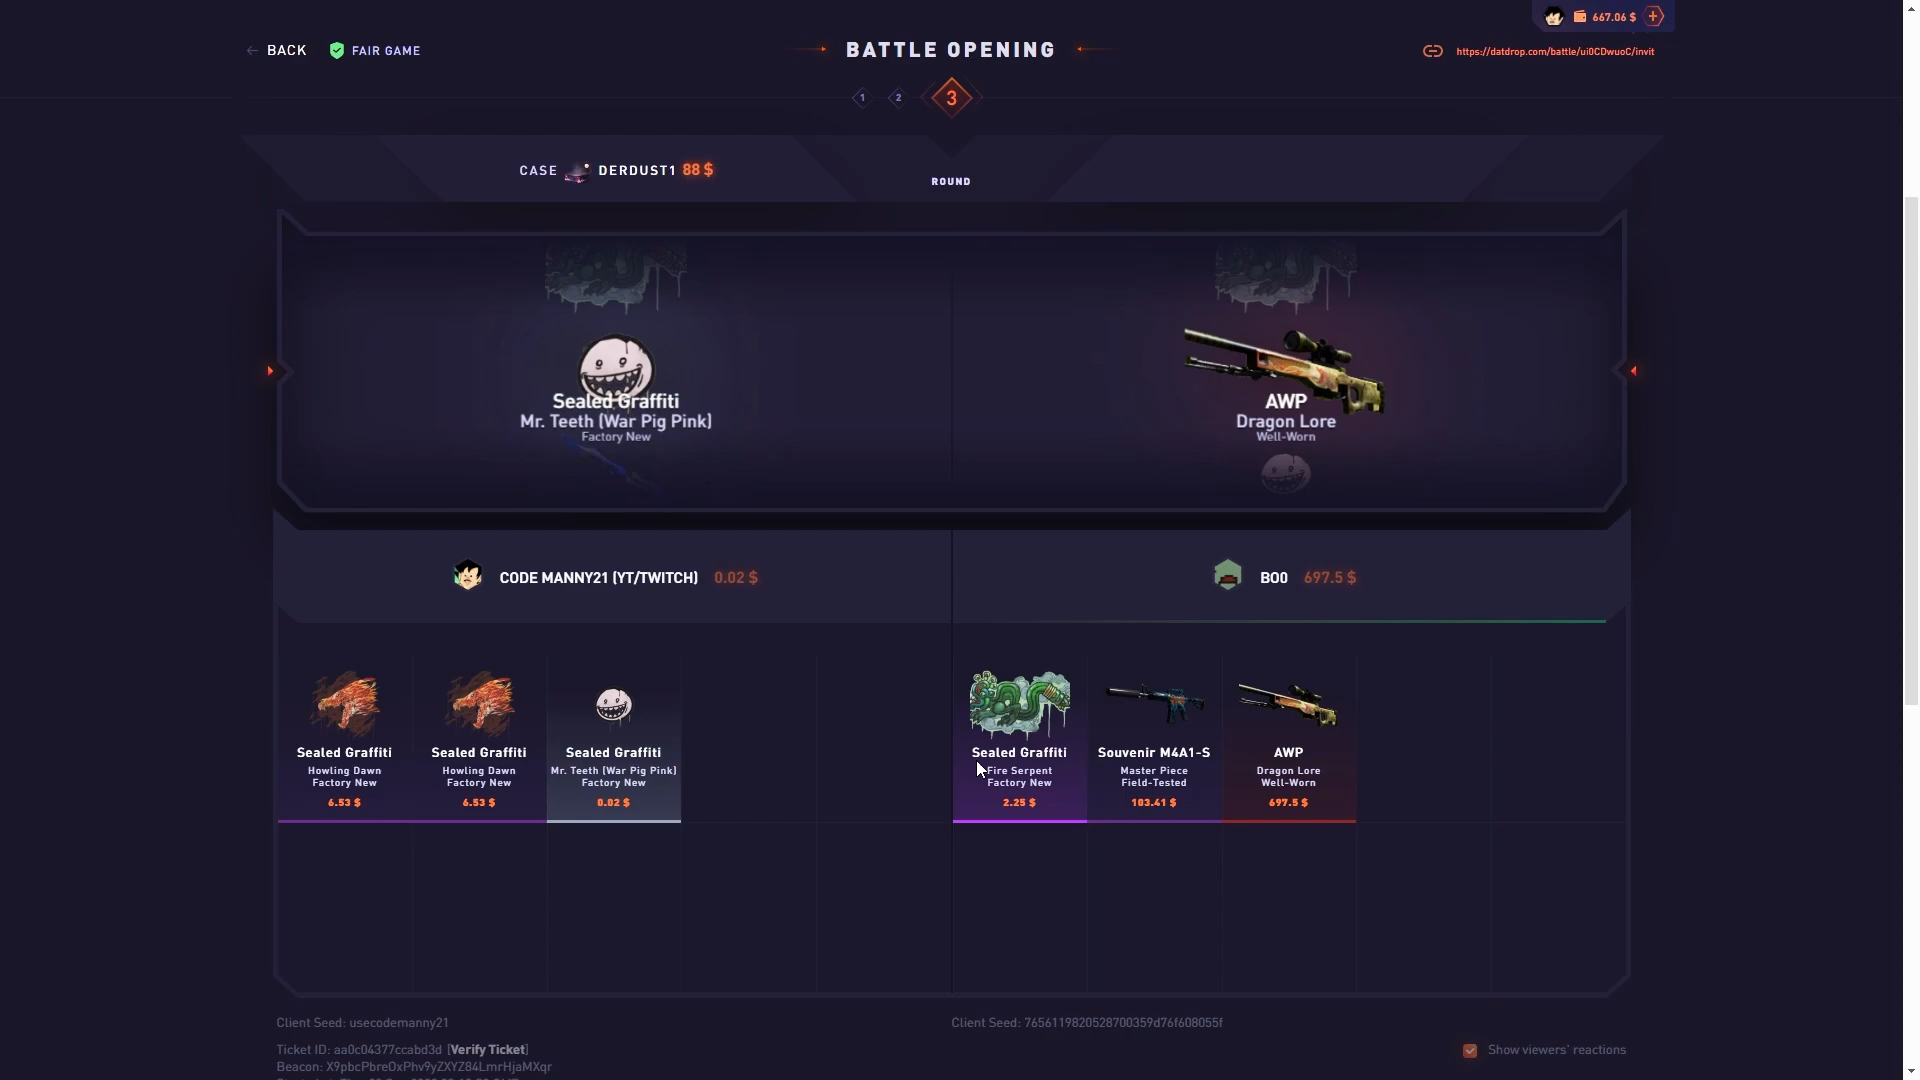 667.06 $
BACK
FAIR GAME
BATTLE OPENING
https://datdrop.com/battle/ui0CDwuoC/invit
1 2 3
CASE DERDUST1 88 $
ROUND
Sealed Graffiti
Mr. Teeth (War Pig Pink)
Factory New
AWP
Dragon Lore
Well-Worn
CODE MANNY21 (YT/TWITCH) 0.02 $
BO0 697.5 $
Sealed Graffiti
Howling Dawn
Factory New
6.53 $
Sealed Graffiti
Howling Dawn
Factory New
6.53 $
Sealed Graffiti
Mr. Teeth (War Pig Pink)
Factory New
0.02 $
Sealed Graffiti
Fire Serpent
Factory New
2.25 $
Souvenir M4A1-S
Master Piece
Field-Tested
103.41 $
AWP
Dragon Lore
Well-Worn
697.5 $
Client Seed: usecodemanny21
Client Seed: 7656119820528700359d76f608055f
Ticket ID: aa0c04377ccabd3d [Verify Ticket]
Beacon: X9pbcPbreOxPhv9yZXYZ84LmrHjaMXqr
Show viewers' reactions